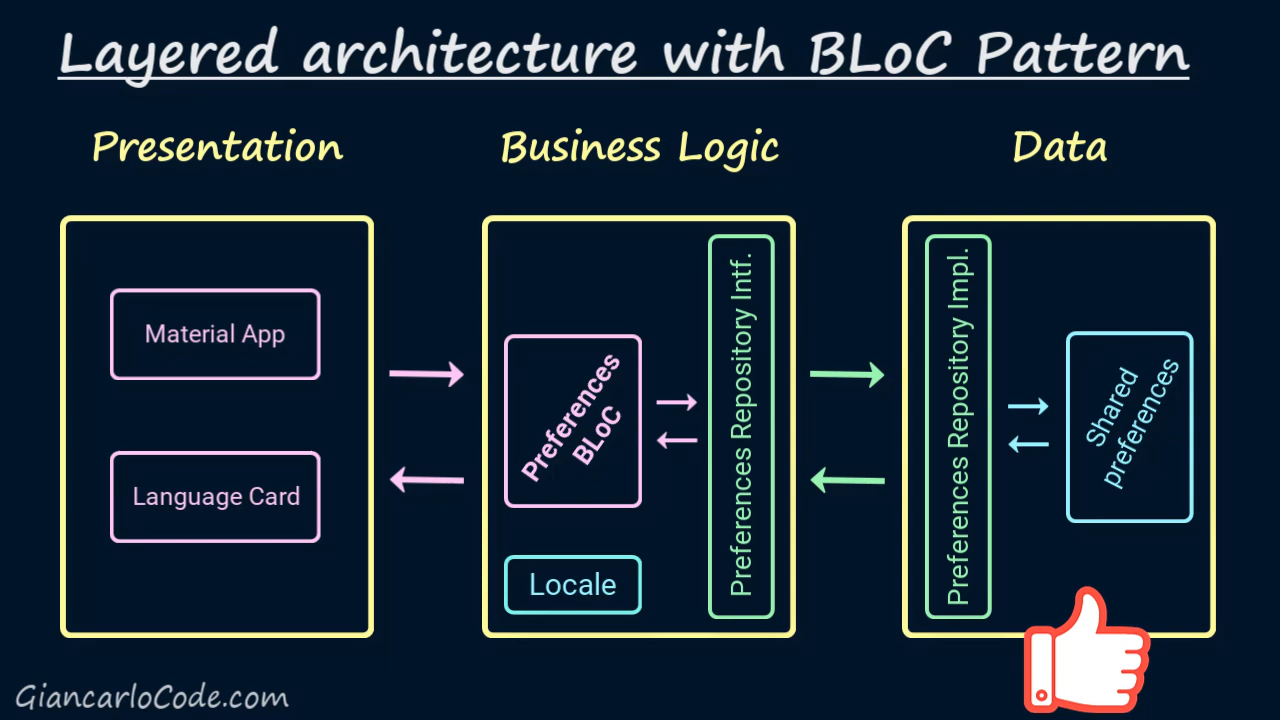 Layered architecture with BLoC Pattern
Presentation
Business Logic
Data
Material App
Language Card
Preferences
BLoC
Locale
Preferences Repository Intf.
Preferences Repository Impl.
Shared
preferences
GiancarloCode.com